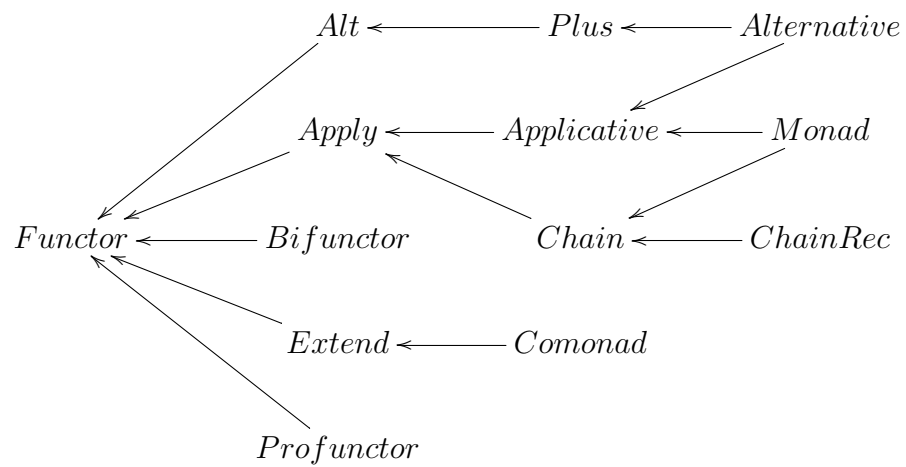 Alt Plus Alternative
Apply Applicative Monad
Functor Bifunctor Chain ChainRec
Extend Comonad
Profunctor